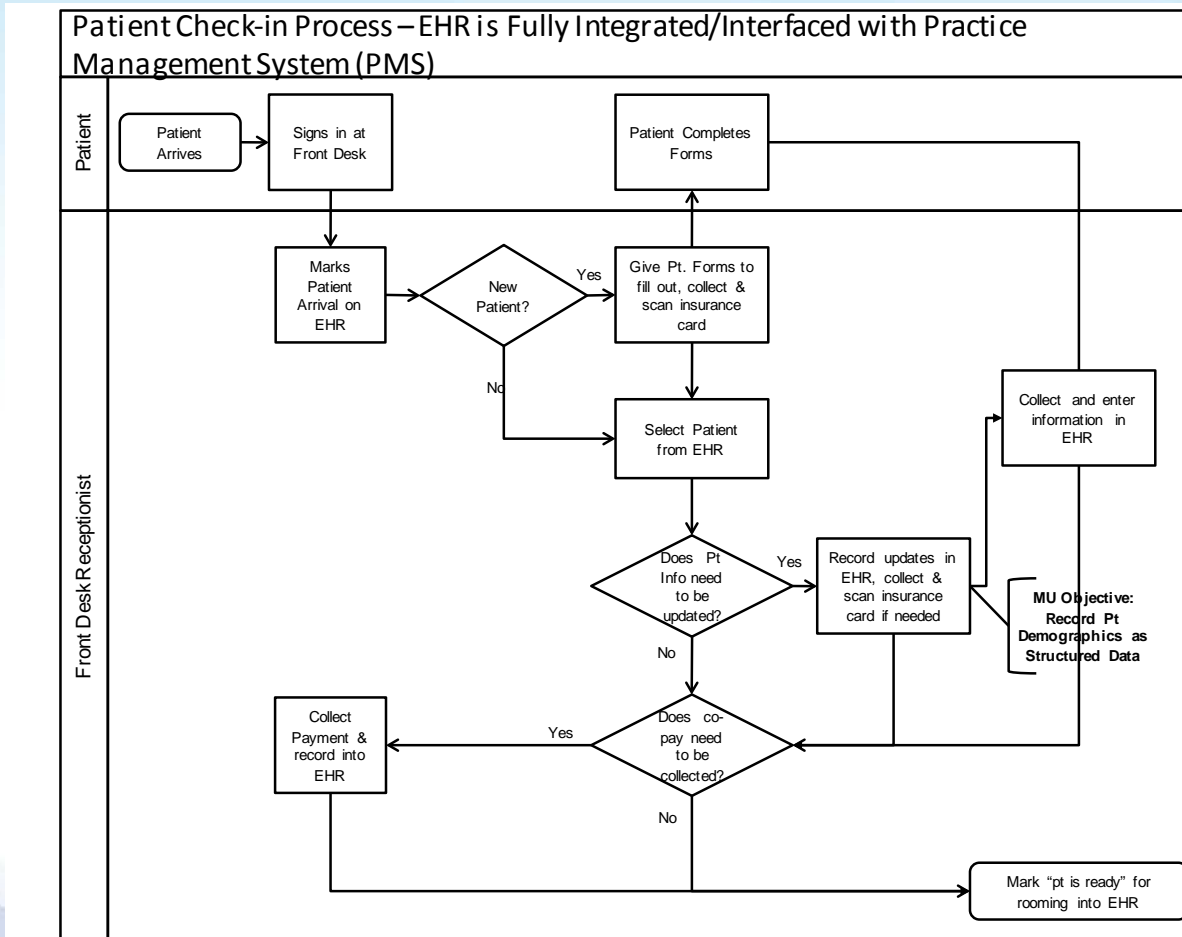 Patient Check-in Process – EHR is Fully Integrated/Interfaced with Practice
Management System (PMS)
Patient
Patient
Arrives
Signs in at
Front Desk
Patient Completes
Forms
Front Desk Receptionist
Marks
Patient
Arrival on
EHR
New
Patient?
Yes
No
Give Pt. Forms to
fill out, collect &
scan insurance
card
Select Patient
from EHR
Collect and enter
information in
EHR
Does Pt
Info need
to be
updated?
Yes
No
Record updates in
EHR, collect &
scan insurance
card if needed
MU Objective:
Record Pt
Demographics as
Structured Data
Does co-
pay need
to be
collected?
Yes
No
Collect
Payment &
record into
EHR
Mark “pt is ready” for
rooming into EHR